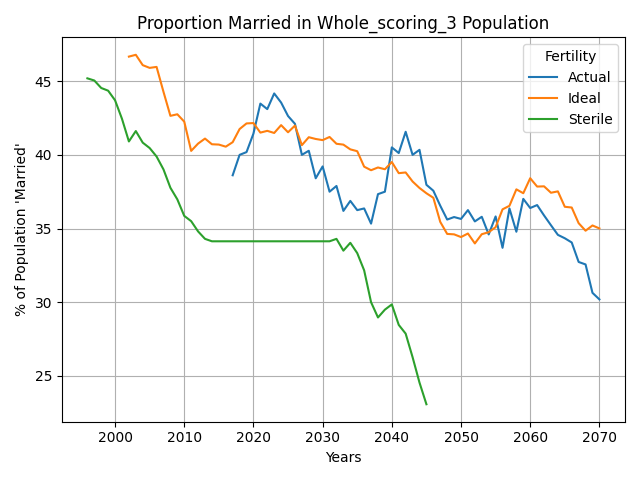 Proportion Married in Whole_scoring_3 Population
Fertility
Actual
Ideal
Sterile
% of Population 'Married'
45
40
35
30
25
2000
2010
2020
2030
2040
2050
2060
2070
Years